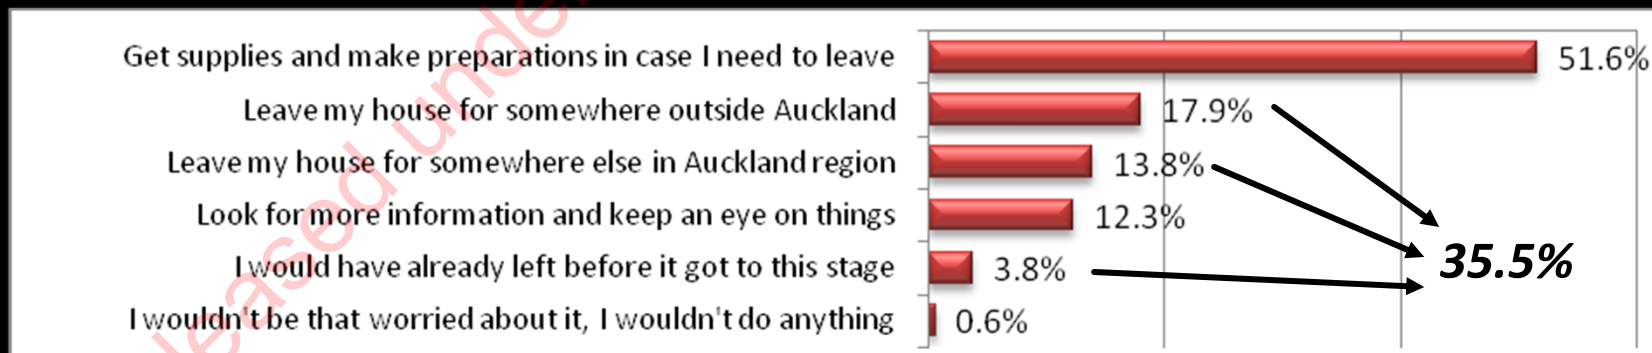 Get supplies and make preparations in case I need to leave 51.6%
Leave my house for somewhere outside Auckland 17.9%
Leave my house for somewhere else in Auckland region 13.8%
Look for more information and keep an eye on things 12.3%
I would have already left before it got to this stage 3.8%
35.5%
I wouldn't be that worried about it, I wouldn't do anything 0.6%